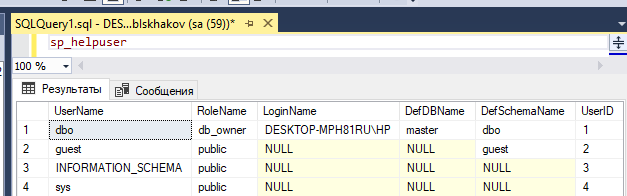 SQLQuery1.sql - DES...blskhakov (sa (59))*
sp_helpuser
100 %
Результаты Сообщения
UserName RoleName LoginName DefDBName DefSchemaName UserID
1 dbo db_owner DESKTOP-MPH81RU\HP master dbo 1
2 guest public NULL NULL guest 2
3 INFORMATION_SCHEMA public NULL NULL NULL 3
4 sys public NULL NULL NULL 4